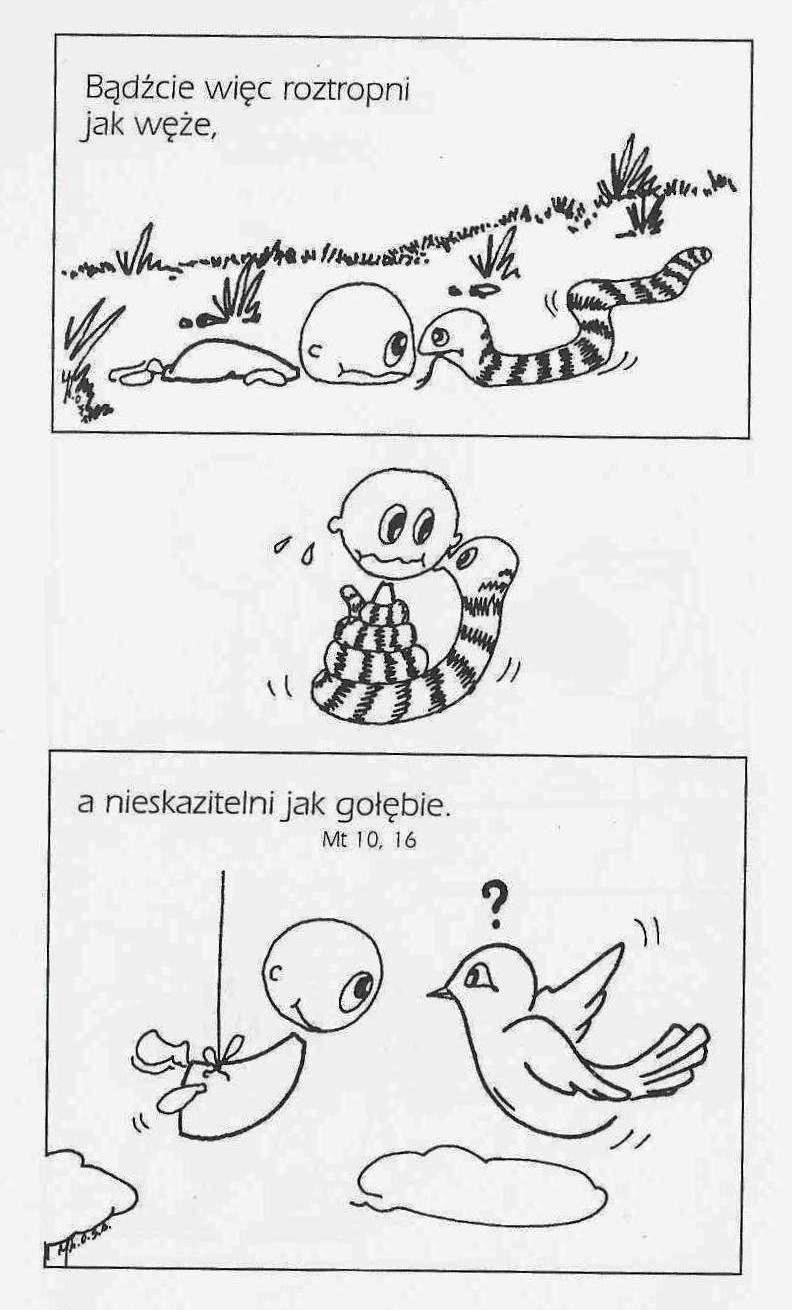 Bądźcie więc roztropni
jak węże,
?
a nieskazitelni jak gołębie.
Mt 10, 16